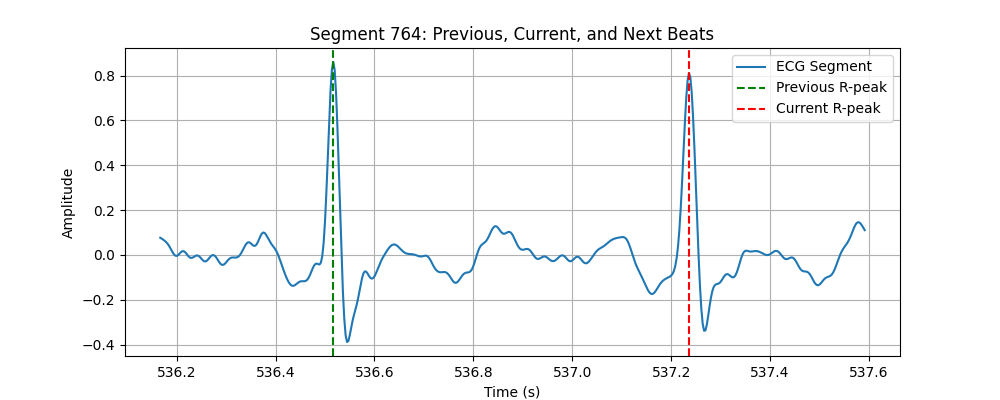 Segment 764: Previous, Current, and Next Beats
ECG Segment
Previous R-peak
Current R-peak
Amplitude
0.8
0.6
0.4
0.2
0.0
−0.2
−0.4
536.2 536.4 536.6 536.8 537.0 537.2 537.4 537.6
Time (s)